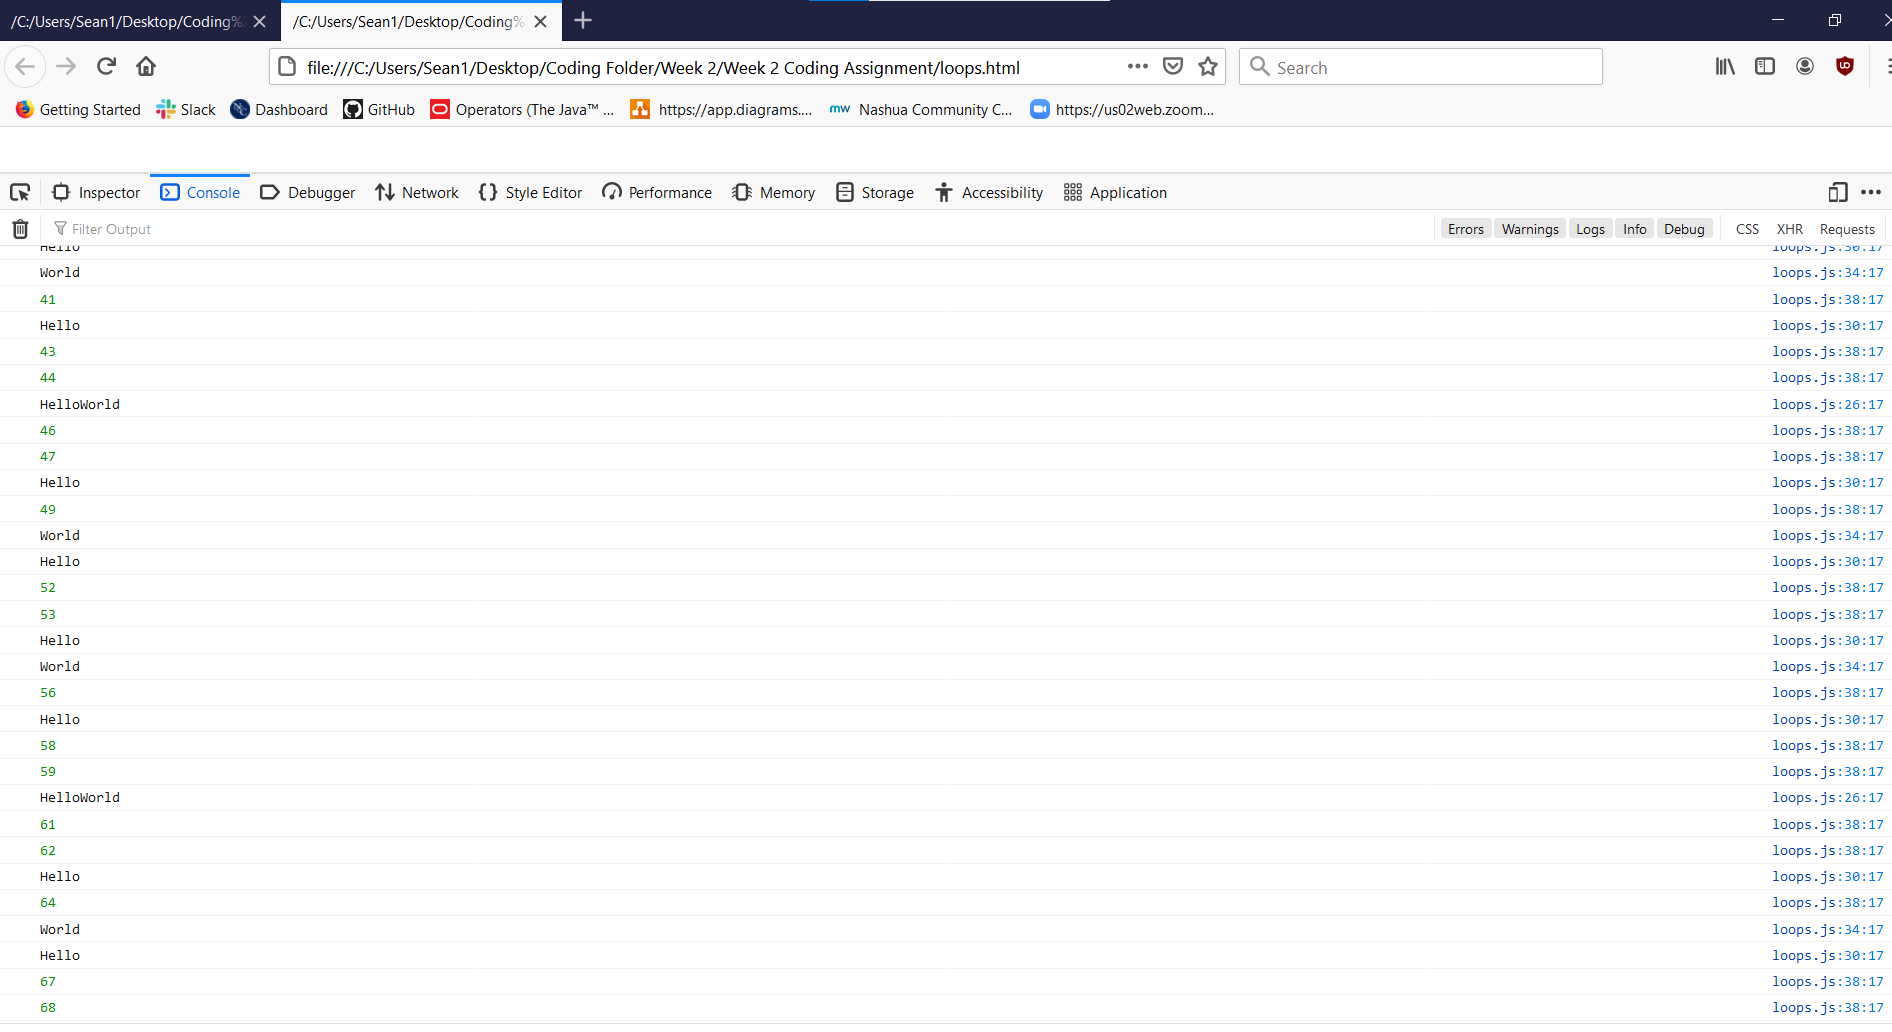 /C:/Users/Sean1/Desktop/Coding% /C:/Users/Sean1/Desktop/Coding%
file:///C:/Users/Sean1/Desktop/Coding Folder/Week 2/Week 2 Coding Assignment/loops.html Search
Getting Started Slack Dashboard GitHub Operators (The Java™ ... https://app.diagrams.... mw Nashua Community C... https://us02web.zoom...
Inspector Console Debugger Network Style Editor Performance Memory Storage Accessibility Application
Filter Output Errors Warnings Logs Info Debug CSS XHR Requests
Hello loops.js:30:17
World loops.js:34:17
41 loops.js:38:17
Hello loops.js:30:17
43 loops.js:38:17
44 loops.js:38:17
HelloWorld loops.js:26:17
46 loops.js:38:17
47 loops.js:38:17
Hello loops.js:30:17
49 loops.js:38:17
World loops.js:34:17
Hello loops.js:30:17
52 loops.js:38:17
53 loops.js:38:17
Hello loops.js:30:17
World loops.js:34:17
56 loops.js:38:17
Hello loops.js:30:17
58 loops.js:38:17
59 loops.js:38:17
HelloWorld loops.js:26:17
61 loops.js:38:17
62 loops.js:38:17
Hello loops.js:30:17
64 loops.js:38:17
World loops.js:34:17
Hello loops.js:30:17
67 loops.js:38:17
68 loops.js:38:17